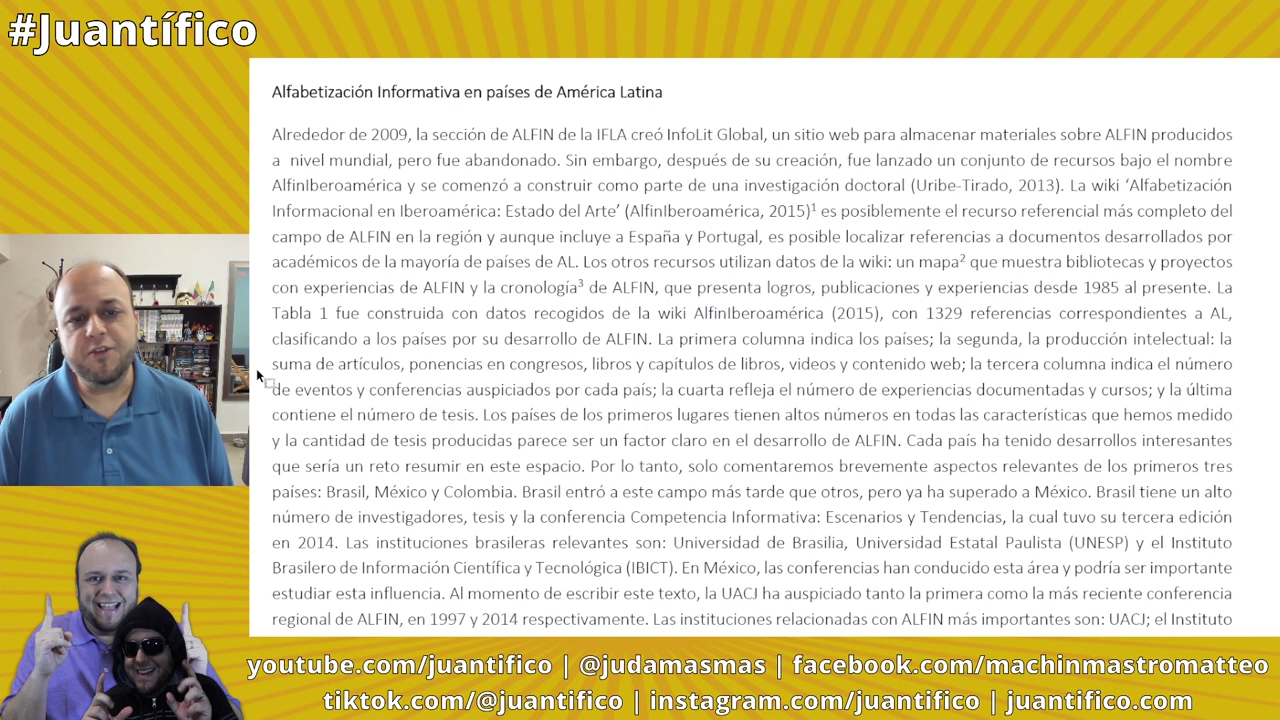 #Juantífico
Alfabetización Informativa en países de América Latina
Alrededor de 2009, la sección de ALFIN de la IFLA creó InfoLit Global, un sitio web para almacenar materiales sobre ALFIN producidos
a nivel mundial, pero fue abandonado. Sin embargo, después de su creación, fue lanzado un conjunto de recursos bajo el nombre
AlfinIberoamérica y se comenzó a construir como parte de una investigación doctoral (Uribe-Tirado, 2013). La wiki ‘Alfabetización
Informacional en Iberoamérica: Estado del Arte’ (AlfinIberoamérica, 2015)¹ es posiblemente el recurso referencial más completo del
campo de ALFIN en la región y aunque incluye a España y Portugal, es posible localizar referencias a documentos desarrollados por
académicos de la mayoría de países de AL. Los otros recursos utilizan datos de la wiki: un mapa² que muestra bibliotecas y proyectos
con experiencias de ALFIN y la cronología³ de ALFIN, que presenta logros, publicaciones y experiencias desde 1985 al presente. La
Tabla 1 fue construida con datos recogidos de la wiki AlfinIberoamérica (2015), con 1329 referencias correspondientes a AL,
clasificando a los países por su desarrollo de ALFIN. La primera columna indica los países; la segunda, la producción intelectual: la
suma de artículos, ponencias en congresos, libros y capítulos de libros, videos y contenido web; la tercera columna indica el número
de eventos y conferencias auspiciados por cada país; la cuarta refleja el número de experiencias documentadas y cursos; y la última
contiene el número de tesis. Los países de los primeros lugares tienen altos números en todas las características que hemos medido
y la cantidad de tesis producidas parece ser un factor claro en el desarrollo de ALFIN. Cada país ha tenido desarrollos interesantes
que sería un reto resumir en este espacio. Por lo tanto, solo comentaremos brevemente aspectos relevantes de los primeros tres
países: Brasil, México y Colombia. Brasil entró a este campo más tarde que otros, pero ya ha superado a México. Brasil tiene un alto
número de investigadores, tesis y la conferencia Competencia Informativa: Escenarios y Tendencias, la cual tuvo su tercera edición
en 2014. Las instituciones brasileras relevantes son: Universidad de Brasilia, Universidad Estatal Paulista (UNESP) y el Instituto
Brasilero de Información Científica y Tecnológica (IBICT). En México, las conferencias han conducido esta área y podría ser importante
estudiar esta influencia. Al momento de escribir este texto, la UACJ ha auspiciado tanto la primera como la más reciente conferencia
regional de ALFIN, en 1997 y 2014 respectivamente. Las instituciones relacionadas con ALFIN más importantes son: UACJ; el Instituto
youtube.com/juantifico | @judamasmas | facebook.com/machinmastromatteo
tiktok.com/@juantifico | instagram.com/juantifico | juantifico.com